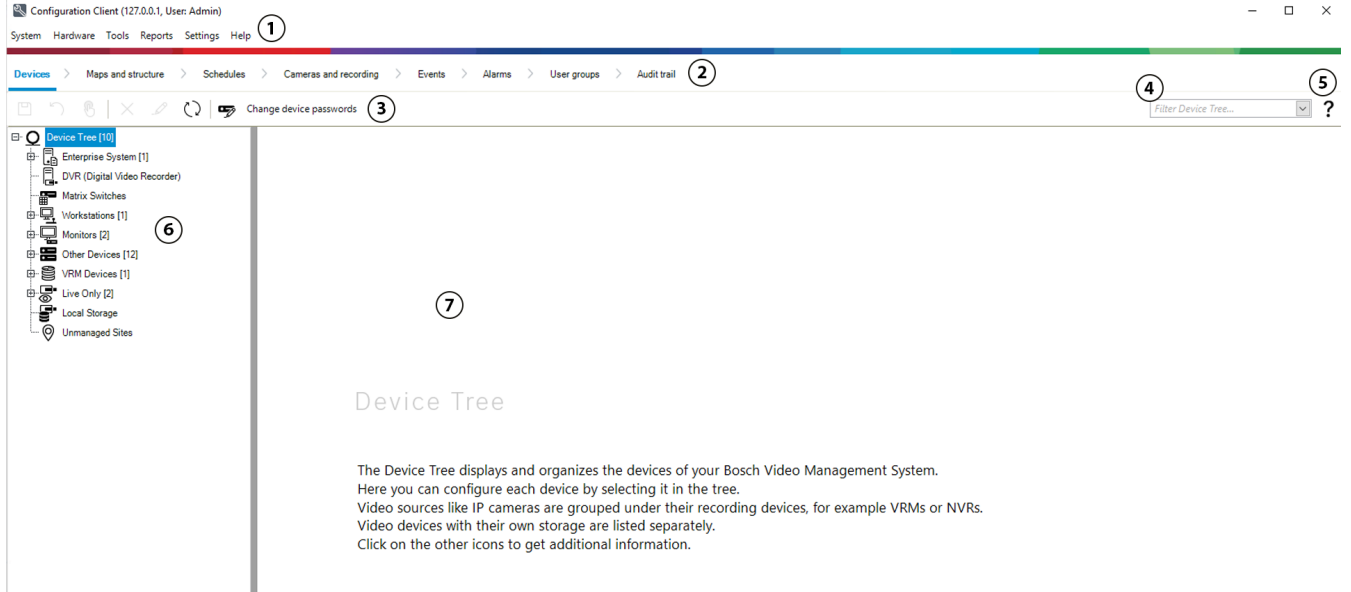 Configuration Client (127.0.0.1, User: Admin)
System Hardware Tools Reports Settings Help 1
Devices Maps and structure Schedules Cameras and recording Events Alarms User groups Audit trail 2
Change device passwords 3 4 Filter Device Tree... 5 ?
Device Tree [10]
Enterprise System [1]
DVR (Digital Video Recorder)
Matrix Switches
Workstations [1]
Monitors [2] 6
Other Devices [12]
VRM Devices [1]
Live Only [2]
Local Storage
Unmanaged Sites
7
Device Tree
The Device Tree displays and organizes the devices of your Bosch Video Management System.
Here you can configure each device by selecting it in the tree.
Video sources like IP cameras are grouped under their recording devices, for example VRMs or NVRs.
Video devices with their own storage are listed separately.
Click on the other icons to get additional information.